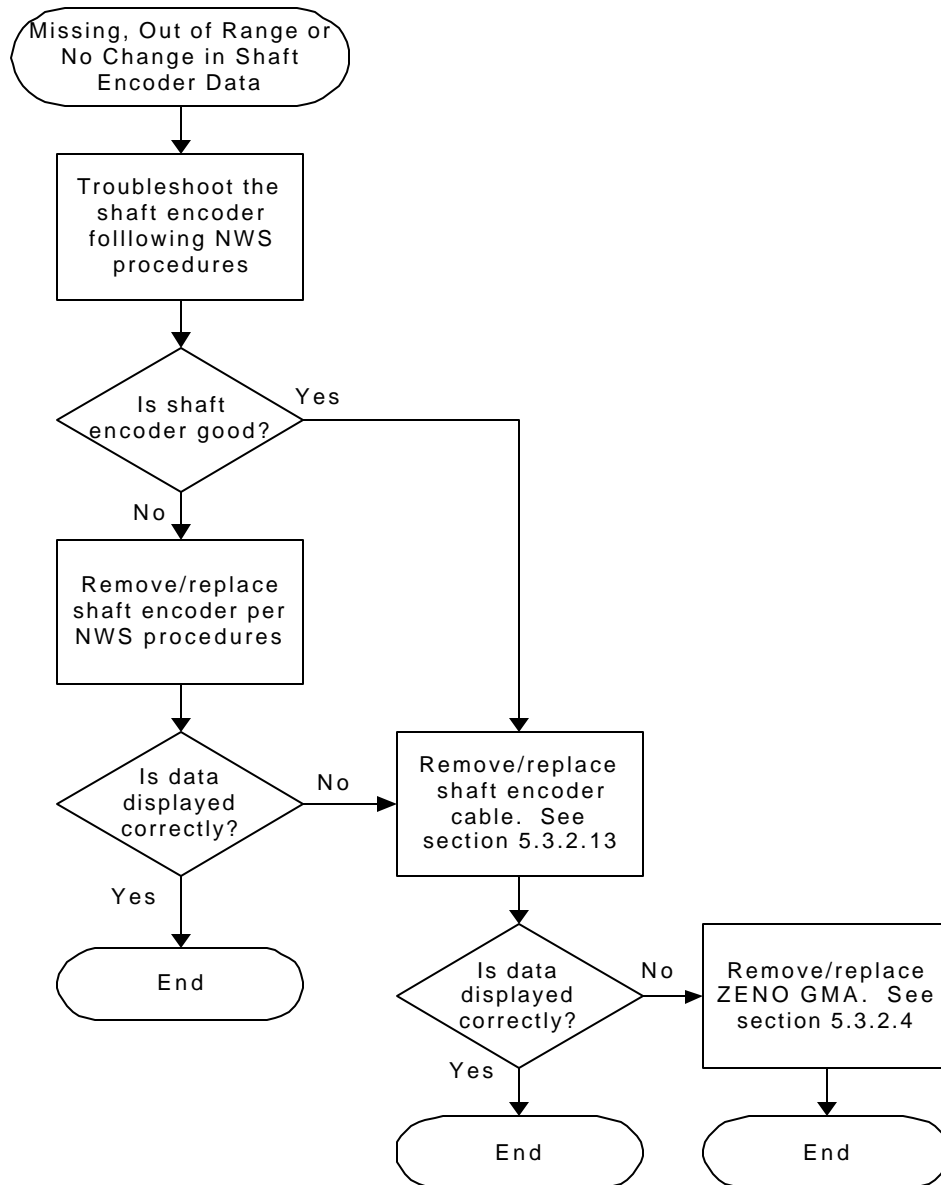 Missing, Out of Range or
No Change in Shaft
Encoder Data
Troubleshoot the
shaft encoder
folllowing NWS
procedures
Is shaft
encoder good?
Yes
No
Remove/replace
shaft encoder per
NWS procedures
Is data
displayed
correctly?
No
Yes
End
Remove/replace
shaft encoder
cable. See
section 5.3.2.13
Is data
displayed
correctly?
No
Yes
End
Remove/replace
ZENO GMA. See
section 5.3.2.4
End